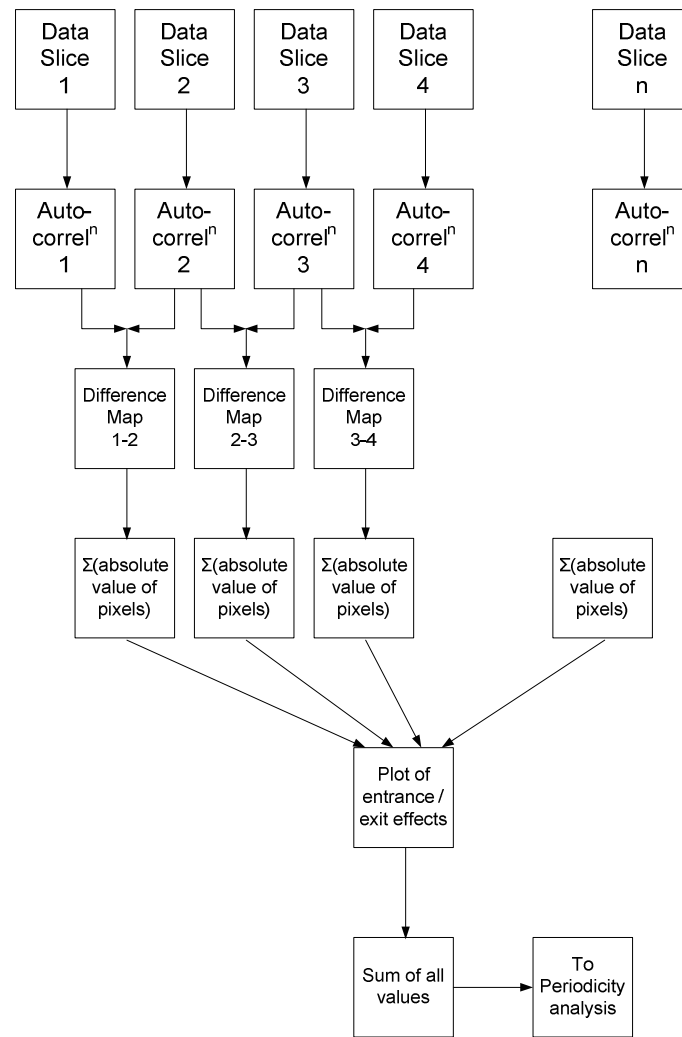 Data
Slice
1
Data
Slice
2
Data
Slice
3
Data
Slice
4
Data
Slice
n
Auto-
correlⁿ
1
Auto-
correlⁿ
2
Auto-
correlⁿ
3
Auto-
correlⁿ
4
Auto-
correlⁿ
n
Difference
Map
1-2
Difference
Map
2-3
Difference
Map
3-4
Σ(absolute
value of
pixels)
Σ(absolute
value of
pixels)
Σ(absolute
value of
pixels)
Σ(absolute
value of
pixels)
Plot of
entrance /
exit effects
Sum of all
values
To
Periodicity
analysis